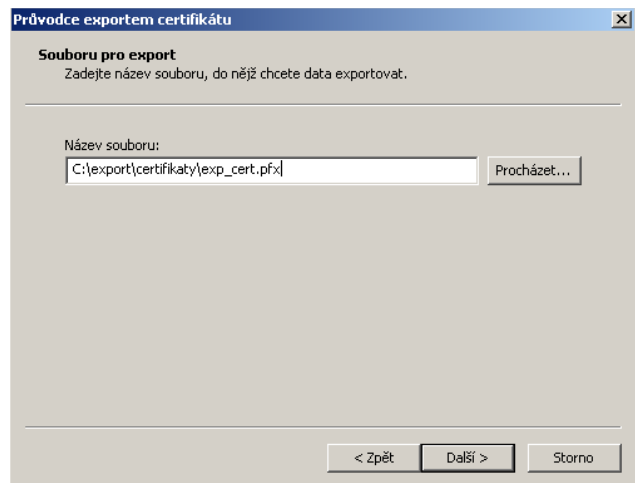 Průvodce exportem certifikátu
Souboru pro export
Zadejte název souboru, do nějž chcete data exportovat.
Název souboru:
C:\export\certifikaty\exp_cert.pfx
Procházet...
< Zpět
Další >
Storno